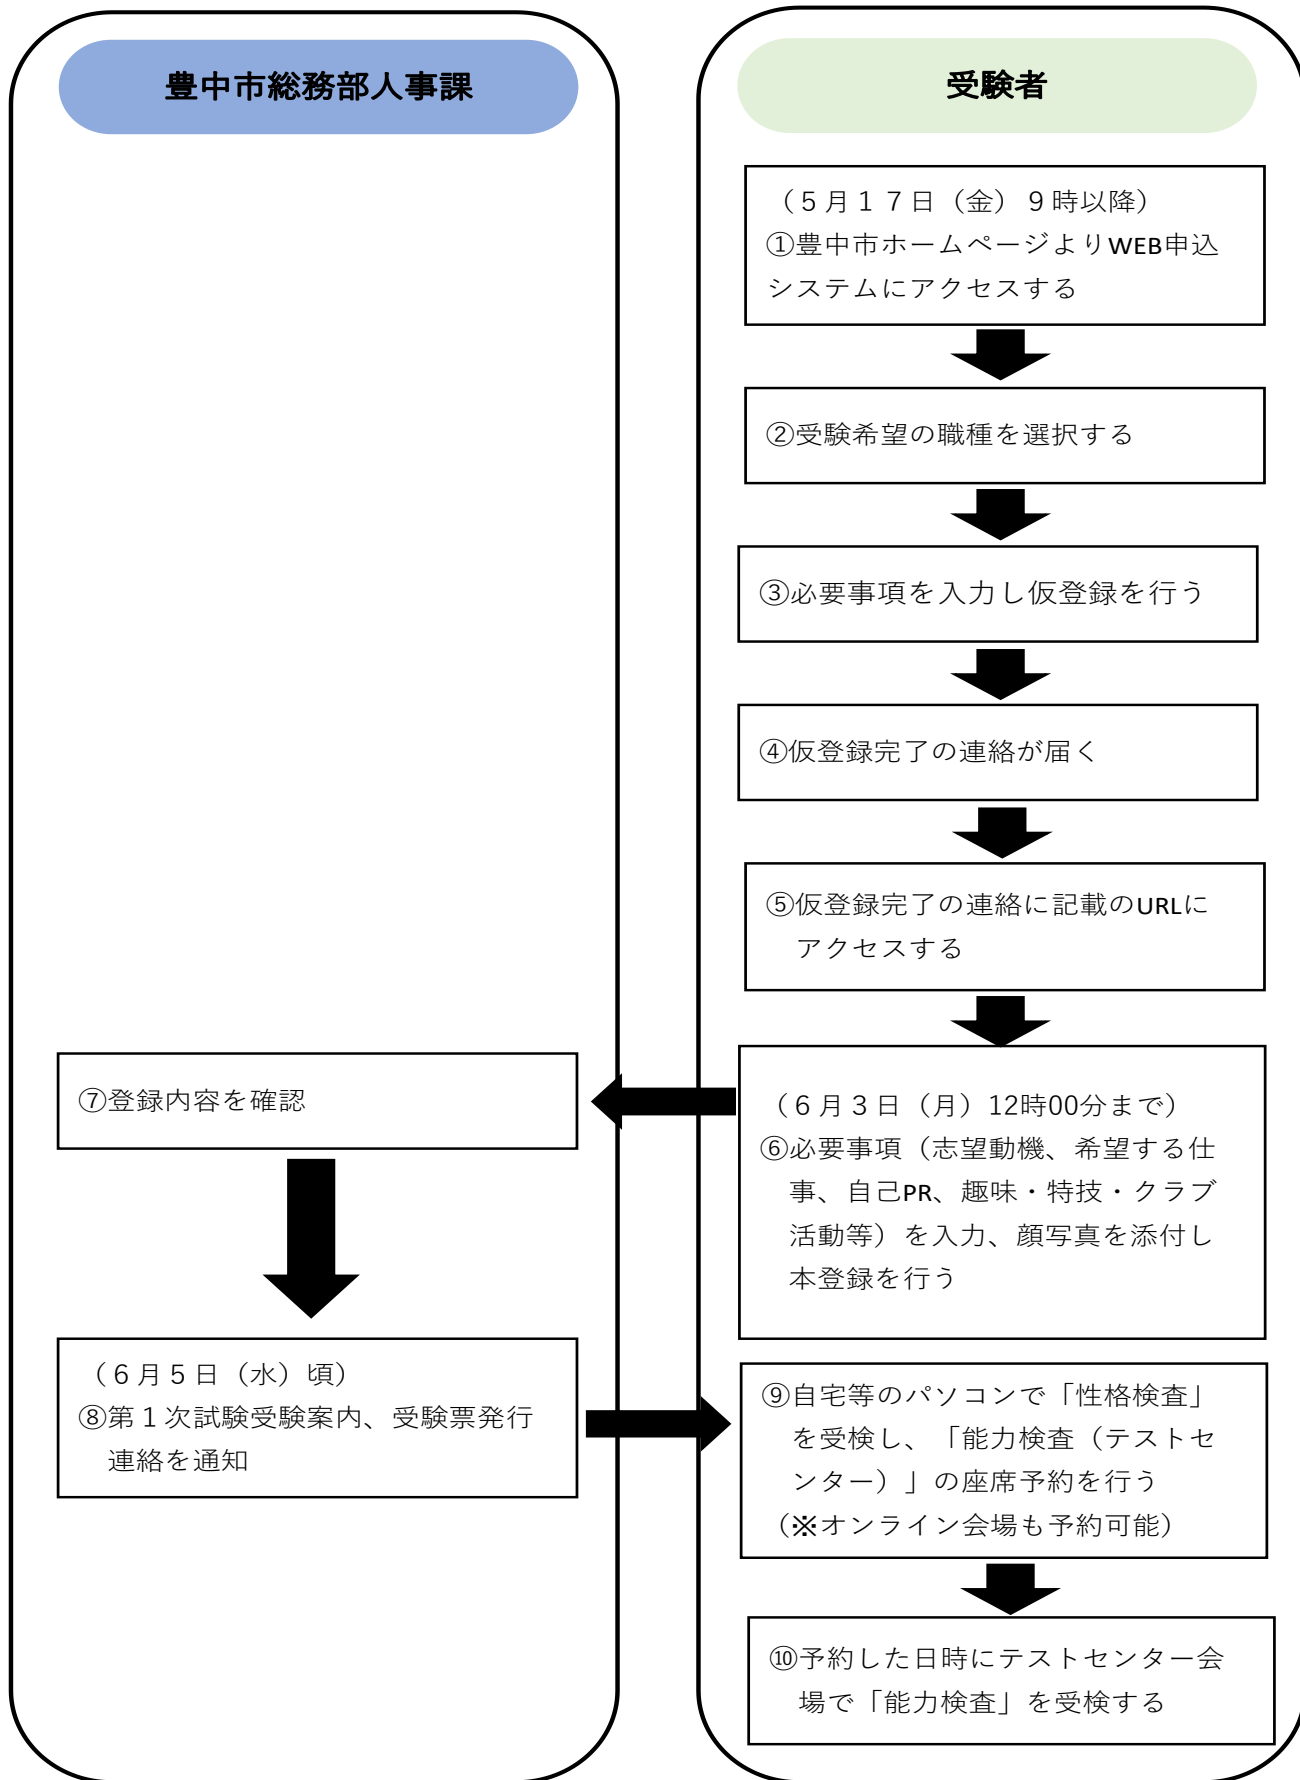 豊中市総務部人事課
受験者
（５月１７日（金）９時以降）
①豊中市ホームページよりWEB申込
システムにアクセスする
②受験希望の職種を選択する
③必要事項を入力し仮登録を行う
④仮登録完了の連絡が届く
⑤仮登録完了の連絡に記載のURLに
アクセスする
（６月３日（月）12時00分まで）
⑥必要事項（志望動機、希望する仕
事、自己PR、趣味・特技・クラブ
活動等）を入力、顔写真を添付し
本登録を行う
⑦登録内容を確認
（６月５日（水）頃）
⑧第１次試験受験案内、受験票発行
連絡を通知
⑨自宅等のパソコンで「性格検査」
を受検し、「能力検査（テストセ
ンター）」の座席予約を行う
（※オンライン会場も予約可能）
⑩予約した日時にテストセンター会
場で「能力検査」を受検する